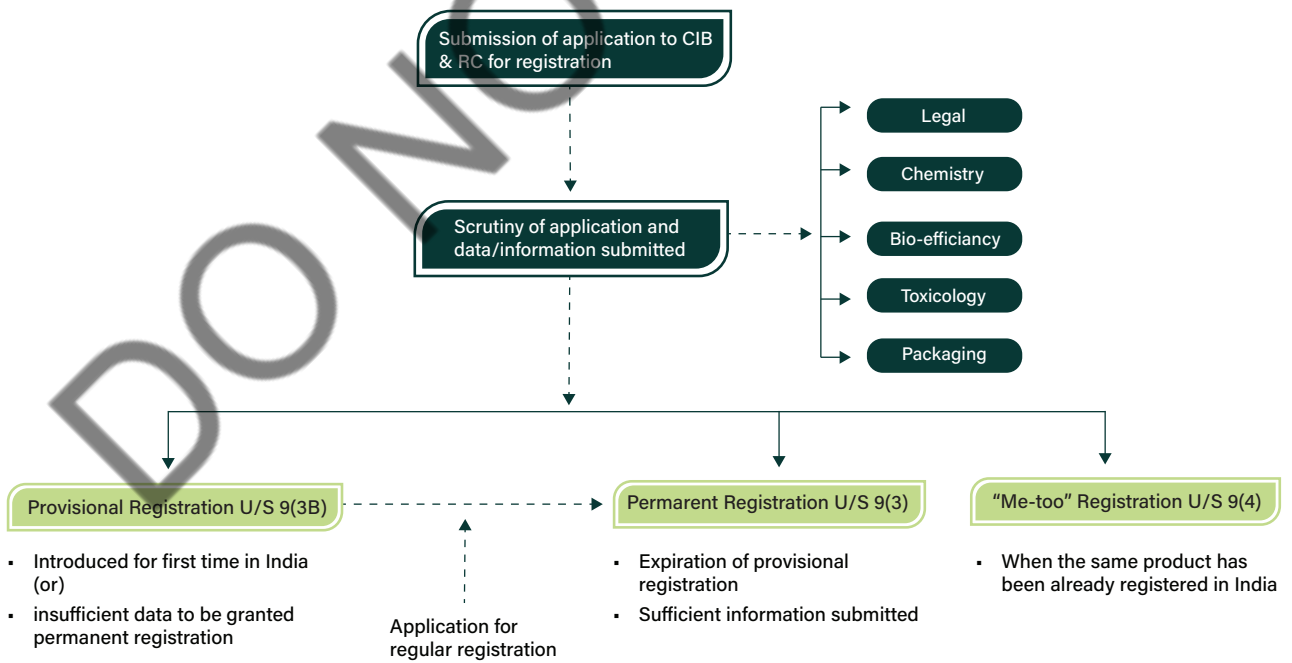 Submission of application to CIB
& RC for registration
Legal
Chemistry
Scrutiny of application and
data/information submitted
Bio-efficiancy
Toxicology
Packaging
Provisional Registration U/S 9(3B)
Permarent Registration U/S 9(3)
“Me-too” Registration U/S 9(4)
▪ Introduced for first time in India
(or)
▪ insufficient data to be granted
permanent registration
Application for
regular registration
▪ Expiration of provisional
registration
▪ Sufficient information submitted
▪ When the same product has
been already registered in India
DO NO